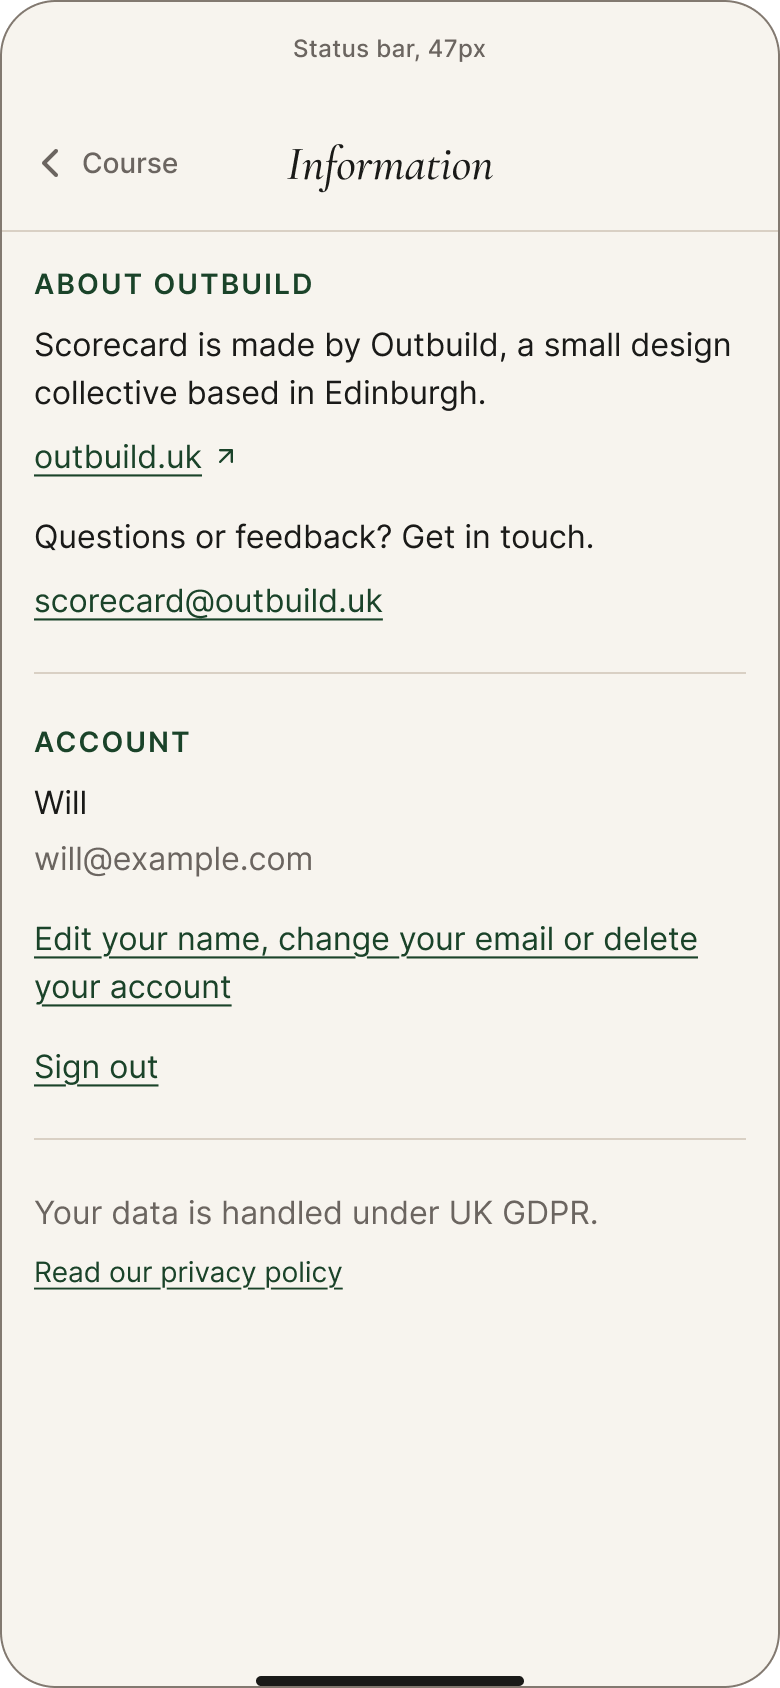 Status bar, 47px
Course
Information
ABOUT OUTBUILD
Scorecard is made by Outbuild, a small design
collective based in Edinburgh.
outbuild.uk
Questions or feedback? Get in touch.
scorecard@outbuild.uk
ACCOUNT
Will
will@example.com
Edit your name, change your email or delete
your account
Sign out
Your data is handled under UK GDPR.
Read our privacy policy